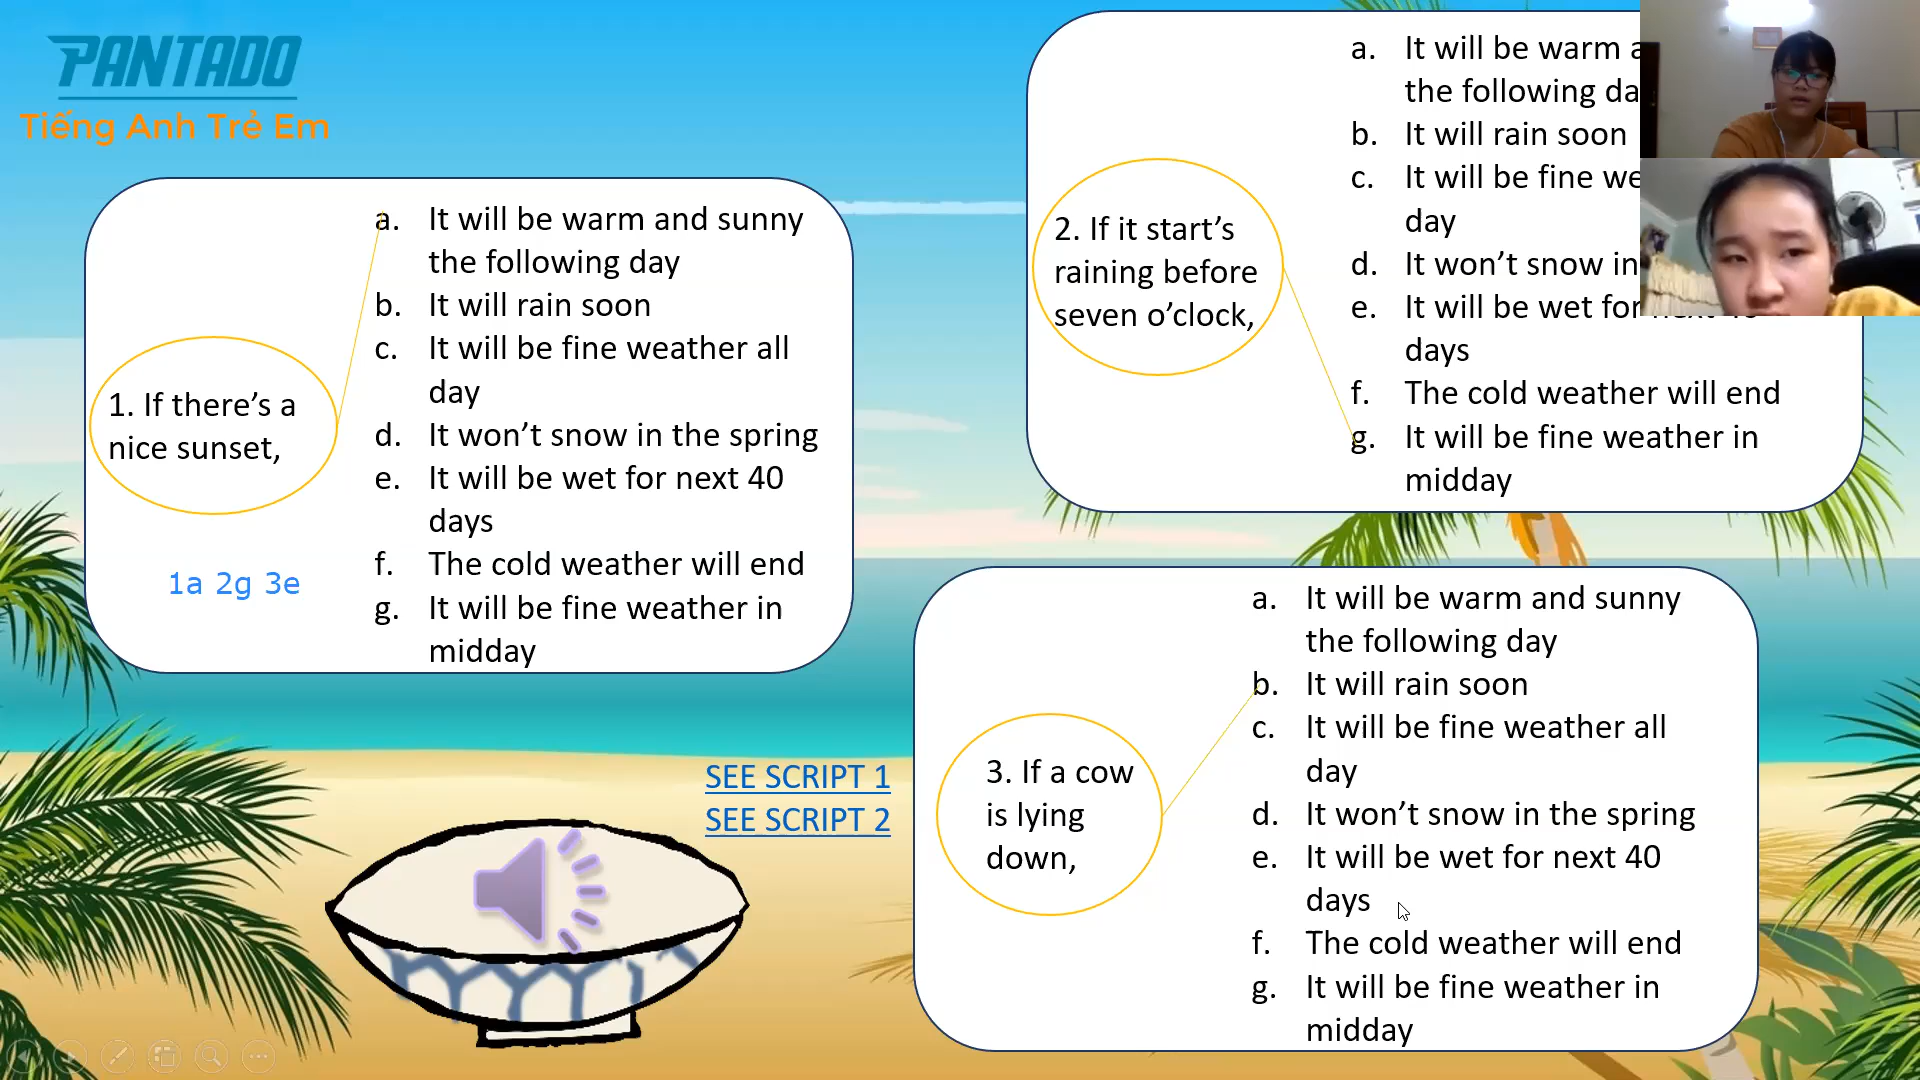 PANTADO
Tiếng Anh Trẻ Em
1. If there's a
nice sunset,
a. It will be warm and sunny
the following day
b. It will rain soon
c. It will be fine weather all
day
d. It won't snow in the spring
e. It will be wet for next 40
days
f. The cold weather will end
g. It will be fine weather in
midday
1a 2g 3e
2. If it start's
raining before
seven o'clock,
a. It will be warm
the following
b. It will rain soon
c. It will be fine
day
d. It won't snow in
e. It will be wet for
days
f. The cold weather will end
g. It will be fine weather in
midday
SEE SCRIPT 1
SEE SCRIPT 2
3. If a cow
is lying
down,
a. It will be warm and sunny
the following day
b. It will rain soon
c. It will be fine weather all
day
d. It won't snow in the spring
e. It will be wet for next 40
days
f. The cold weather will end
g. It will be fine weather in
midday